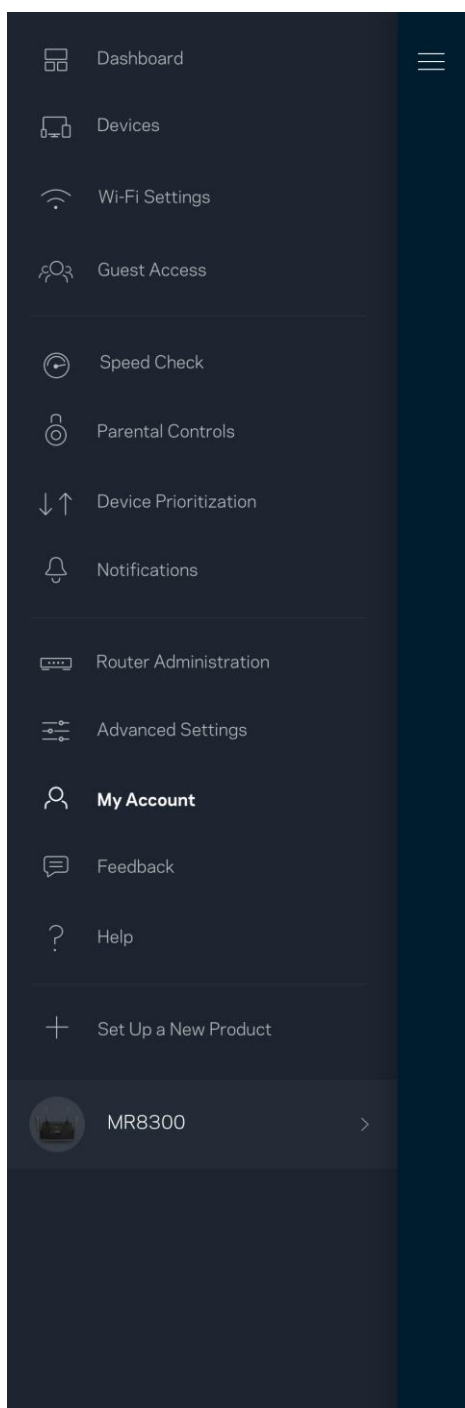 Dashboard
Devices
Wi-Fi Settings
Guest Access
Speed Check
Parental Controls
Device Prioritization
Notifications
Router Administration
Advanced Settings
My Account
Feedback
Help
Set Up a New Product
MR8300